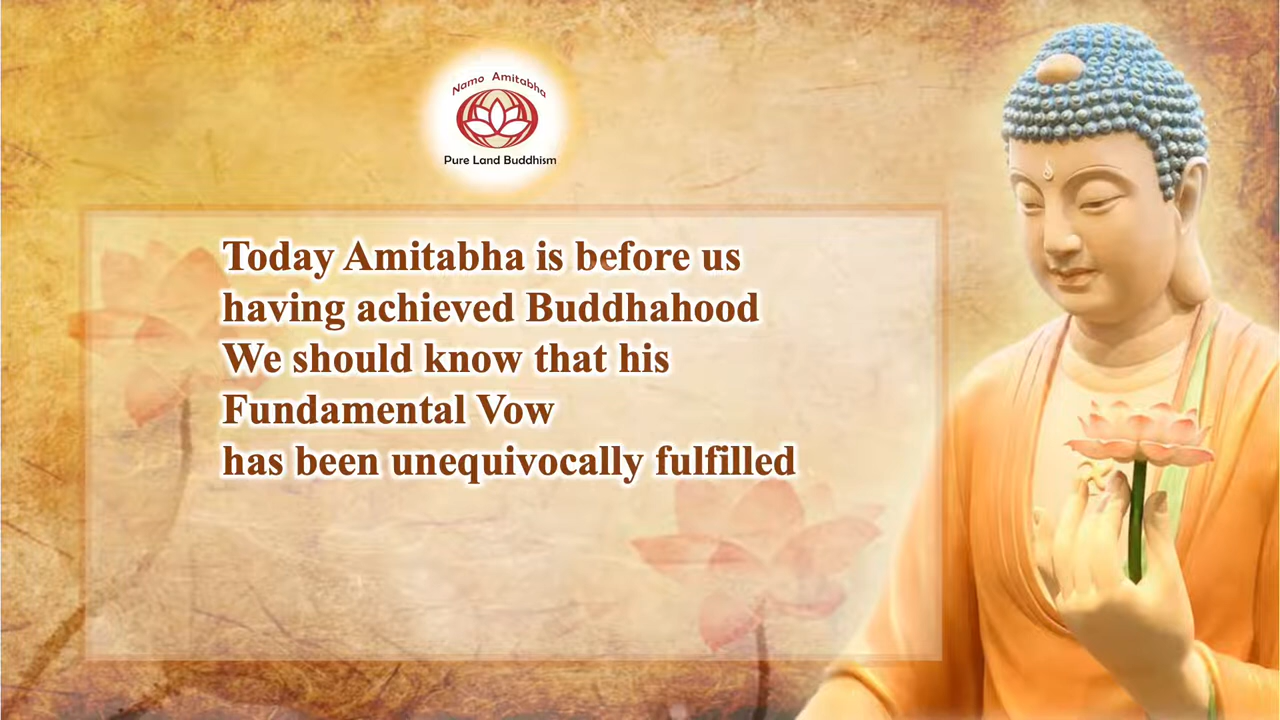 Namo Amitabha
Pure Land Buddhism
Today Amitabha is before us
having achieved Buddhahood
We should know that his
Fundamental Vow
has been unequivocally fulfilled